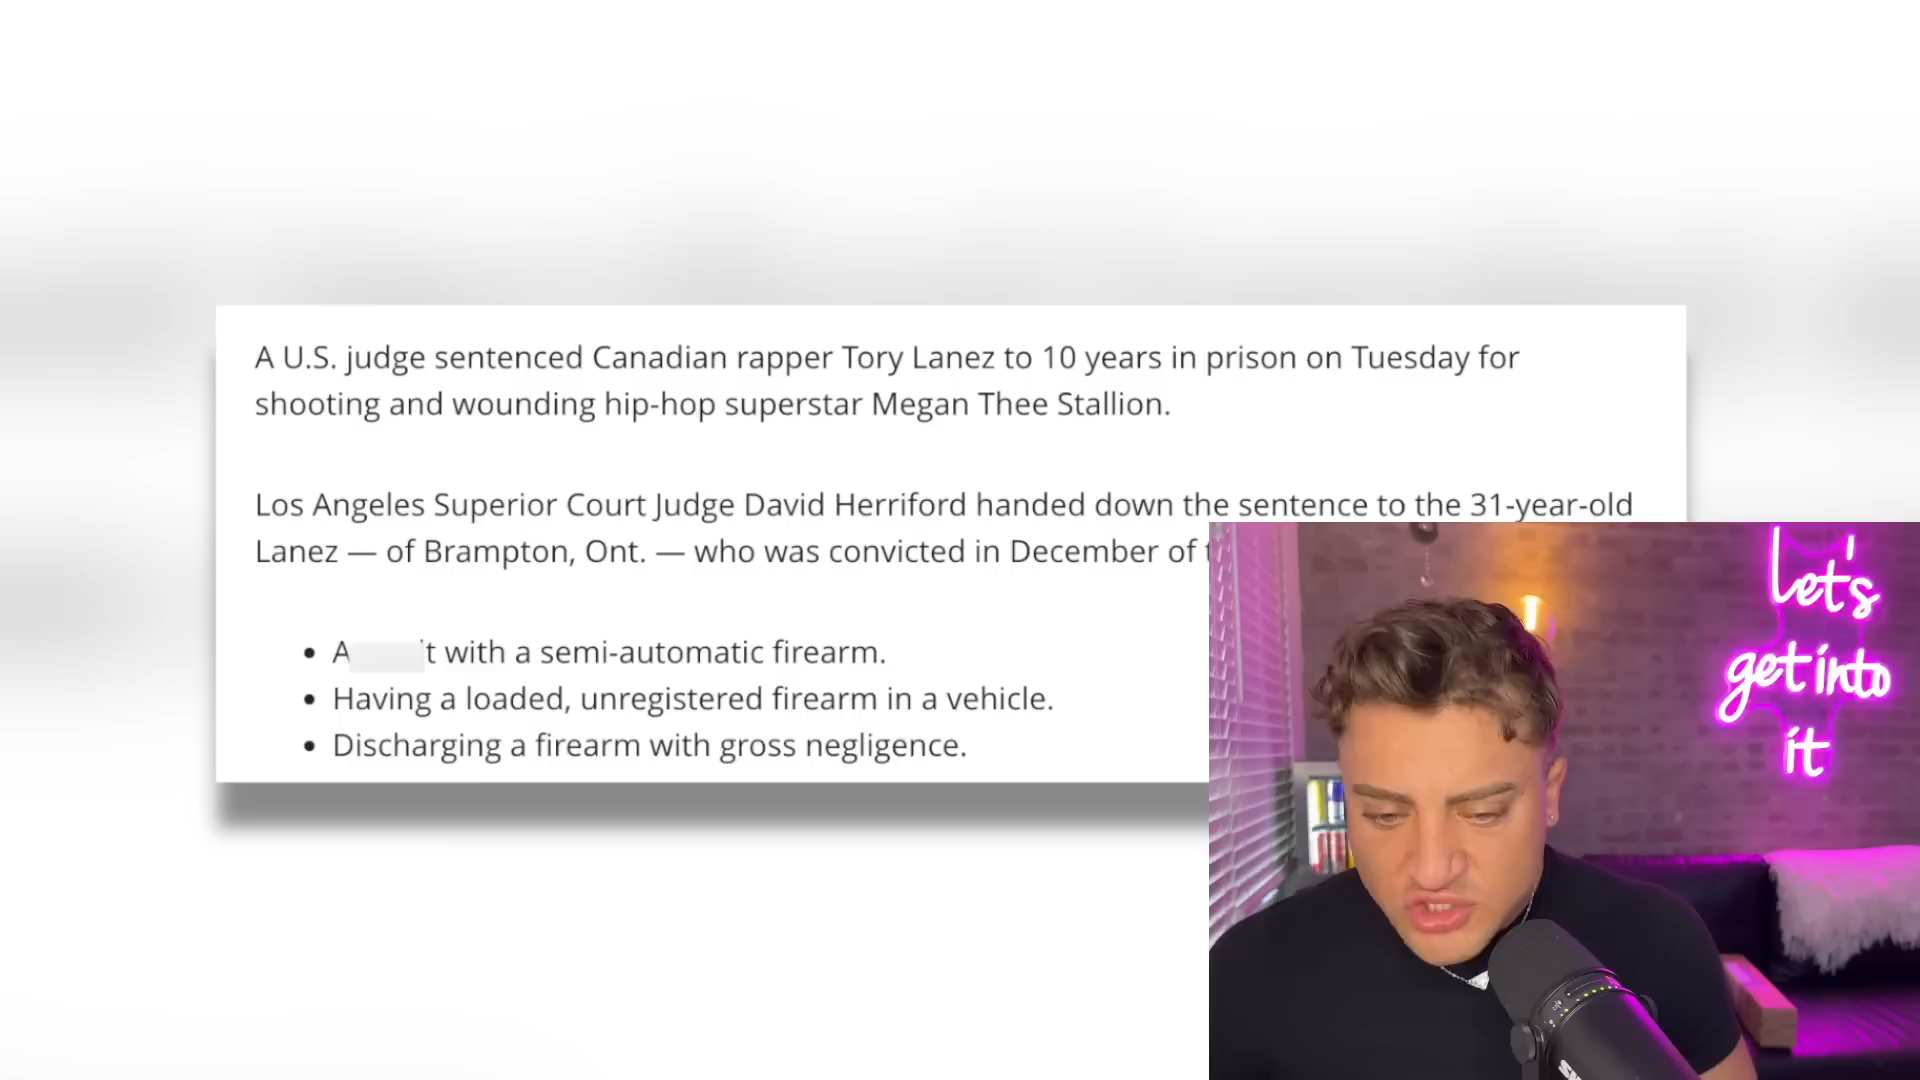 A U.S. judge sentenced Canadian rapper Tory Lanez to 10 years in prison on Tuesday for
shooting and wounding hip-hop superstar Megan Thee Stallion.
Los Angeles Superior Court Judge David Herriford handed down the sentence to the 31-year-old
Lanez — of Brampton, Ont. — who was convicted in December of
• A t with a semi-automatic firearm.
• Having a loaded, unregistered firearm in a vehicle.
• Discharging a firearm with gross negligence.
let's
get into
it